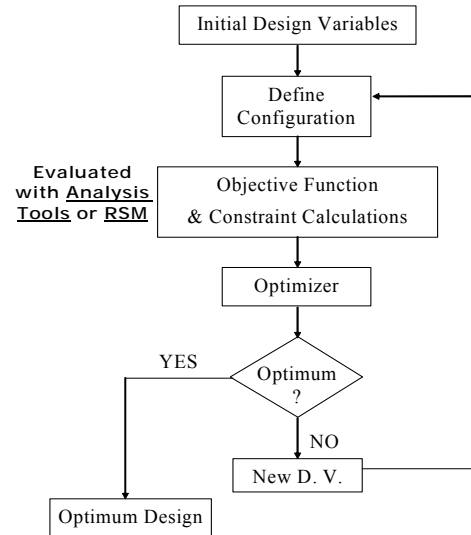 Initial Design Variables
Define
Configuration
Evaluated
with Analysis
Tools or RSM
Objective Function
& Constraint Calculations
Optimizer
YES
Optimum
?
NO
New D. V.
Optimum Design